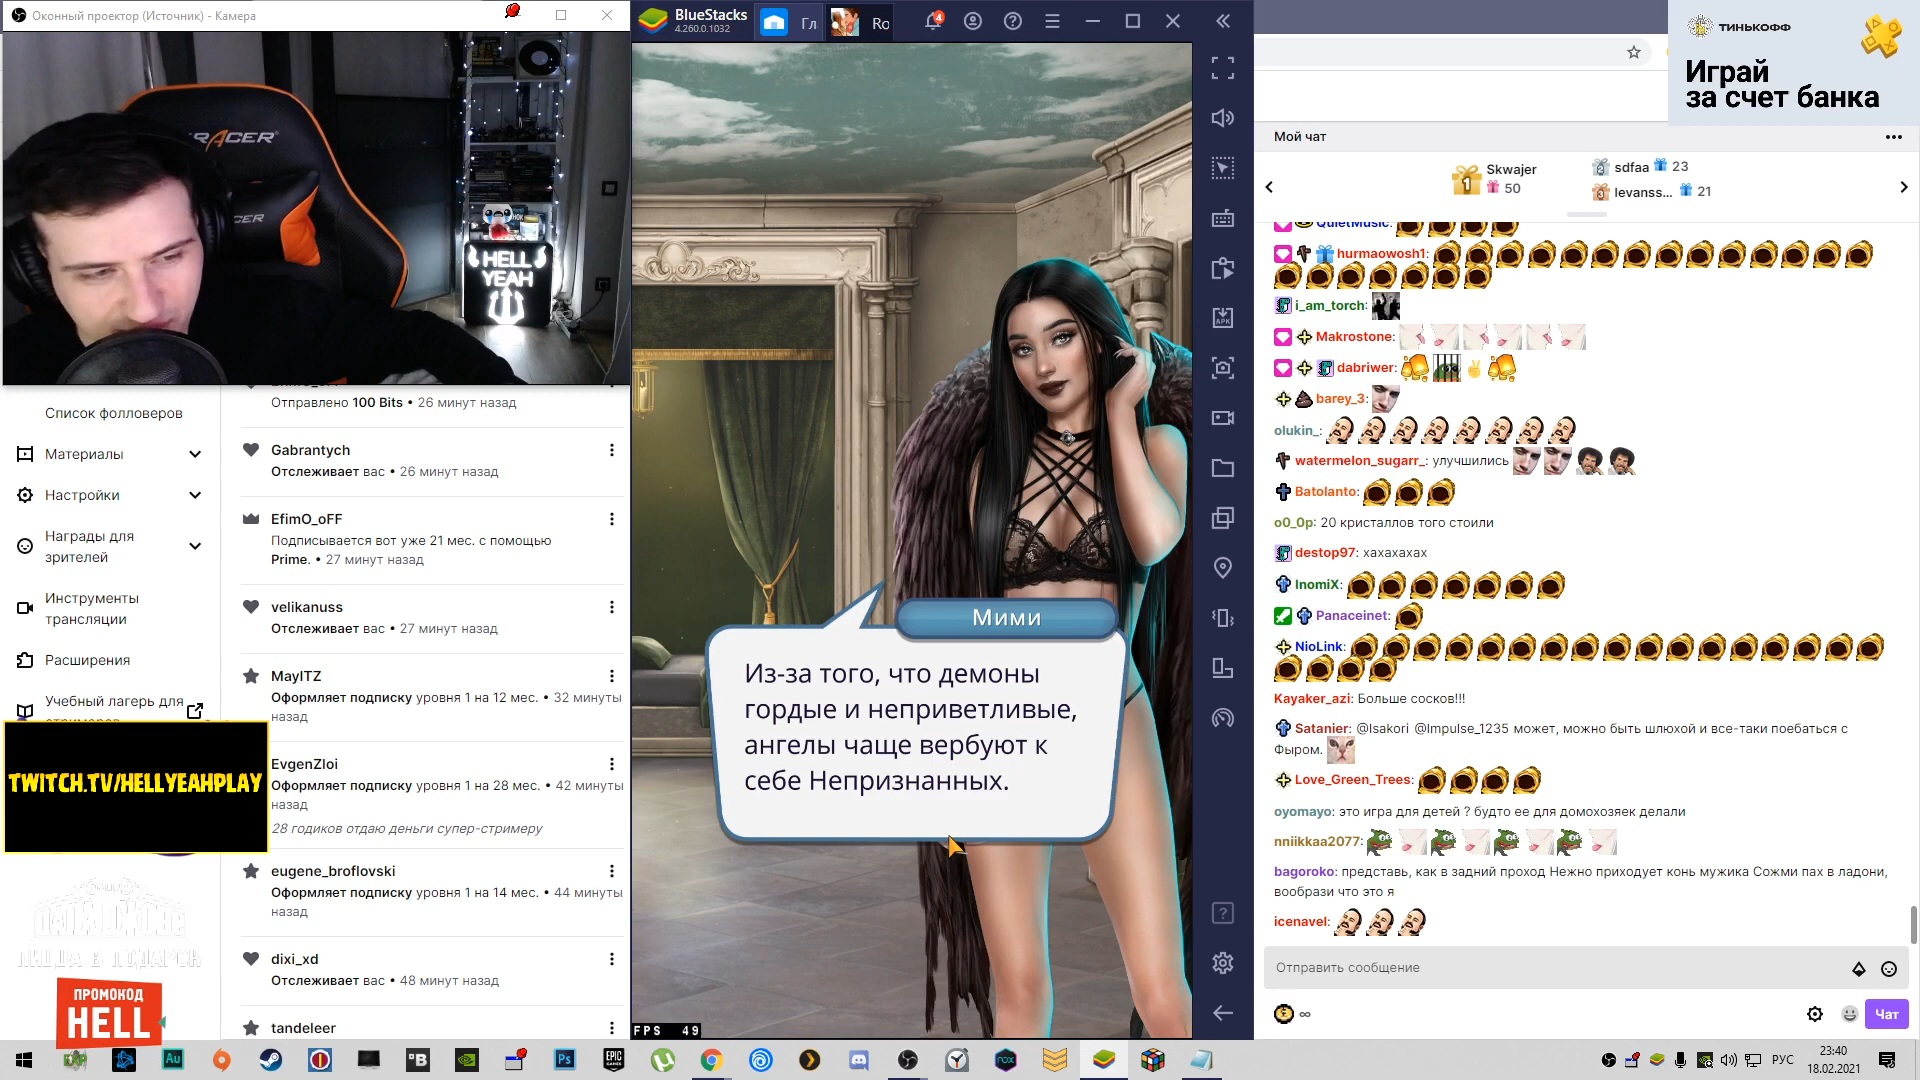 Оконный проектор (Источник) - Камера
BlueStacks
4.260.0.1032
Гл
Ro
4
ТИНЬКОФФ
Играй
за счет банка
RACER
HELL
YEAH
Мой чат
1
Skwajer
50
sdfaa 23
levanss... 21
QuietMusic:
hurmaowosh1:
i_am_torch:
Makrostone:
dabriwer:
barey_3:
olukin_:
watermelon_sugarr_: улучшились
Batolanto:
o0_0p: 20 кристаллов того стоили
destop97: хахахахах
InomiX:
Panaceinet:
NioLink:
Kayaker_azi: Больше сосков!!!
Satanier: @Isakori @Impulse_1235 может, можно быть шлюхой и все-таки поебаться с
Фыром.
Love_Green_Trees:
oyomayo: это игра для детей ? будто ее для домохозяек делали
nniikkaa2077:
bagoroko: представь, как в задний проход Нежно приходует конь мужика Сожми пах в ладони,
вообрази что это я
icenavel:
Отправить сообщение
Чат
Список фолловеров
Материалы
Настройки
Награды для
зрителей
Инструменты
трансляции
Расширения
Учебный лагерь для
TWITCH.TV/HELLYEAHPLAY
ПИЦЦА В ПОДАРОК
ПРОМОКОД
HELL
Отправлено 100 Bits • 26 минут назад
Gabrantych
Отслеживает вас • 26 минут назад
EfimO_oFF
Подписывается вот уже 21 мес. с помощью
Prime. • 27 минут назад
velikanuss
Отслеживает вас • 27 минут назад
MayITZ
Оформляет подписку уровня 1 на 12 мес. • 32 минуты
назад
EvgenZloi
Оформляет подписку уровня 1 на 28 мес. • 42 минуты
назад
28 годиков отдаю деньги супер-стримеру
eugene_broflovski
Оформляет подписку уровня 1 на 14 мес. • 44 минуты
назад
dixi_xd
Отслеживает вас • 48 минут назад
tandeleer
Мими
Из-за того, что демоны
гордые и неприветливые,
ангелы чаще вербуют к
себе Непризнанных.
FPS 49
РУС
23:40
18.02.2021